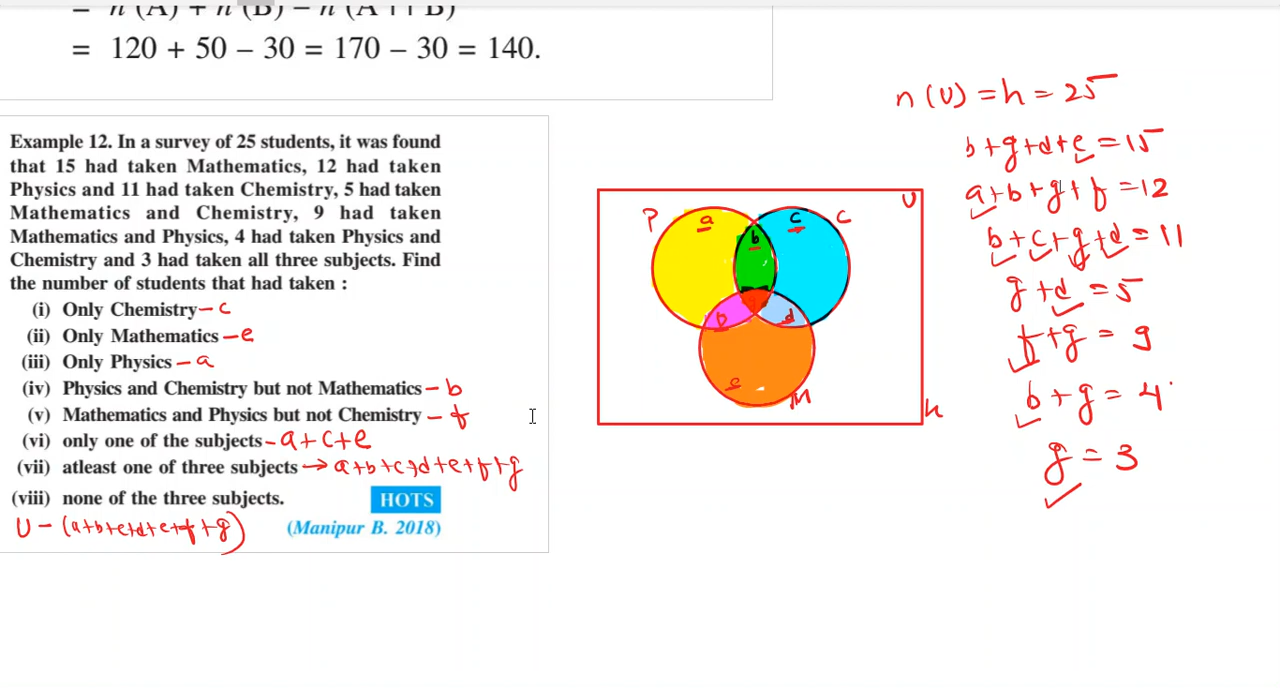 = n (A) + n (B) – n (A ∩ B)
= 120 + 50 – 30 = 170 – 30 = 140.
Example 12. In a survey of 25 students, it was found
that 15 had taken Mathematics, 12 had taken
Physics and 11 had taken Chemistry, 5 had taken
Mathematics and Chemistry, 9 had taken
Mathematics and Physics, 4 had taken Physics and
Chemistry and 3 had taken all three subjects. Find
the number of students that had taken :
(i) Only Chemistry – c
(ii) Only Mathematics – e
(iii) Only Physics – a
(iv) Physics and Chemistry but not Mathematics – b
(v) Mathematics and Physics but not Chemistry – f
(vi) only one of the subjects – a + c + e
(vii) atleast one of three subjects → a+b+c+d+e+f+g
(viii) none of the three subjects. HOTS
U – (a+b+c+d+e+f+g) (Manipur B. 2018)
P a c C U
b
g
f d
e M h
n (U) = h = 25
b+g+d+e = 15
a+b+g+f = 12
b+c+g+d = 11
g+d = 5
f+g = 9
b+g = 4
g = 3